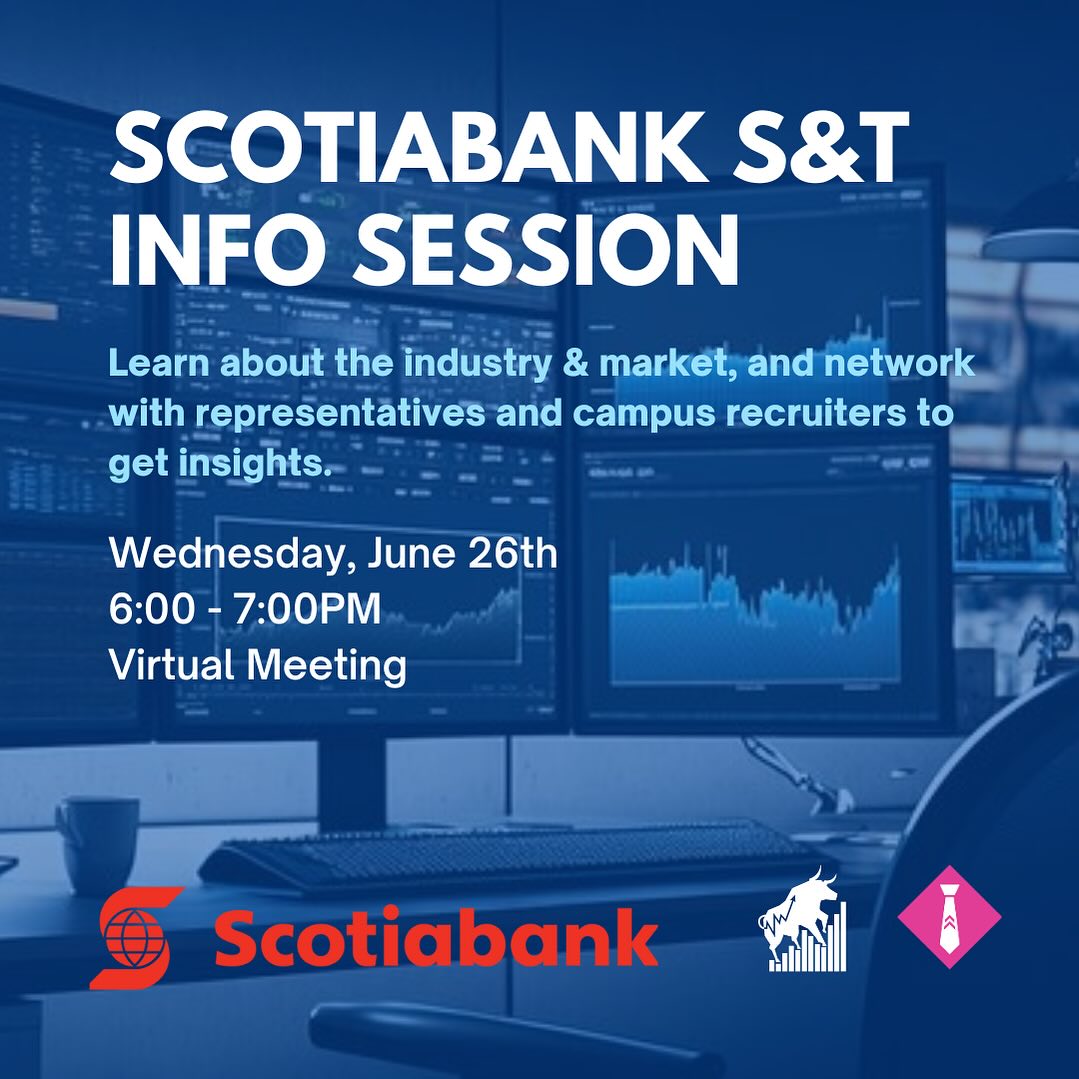 SCOTIABANK S&T
INFO SESSION
Learn about the industry & market, and network
with representatives and campus recruiters to
get insights.
Wednesday, June 26th
6:00 - 7:00PM
Virtual Meeting
Scotiabank